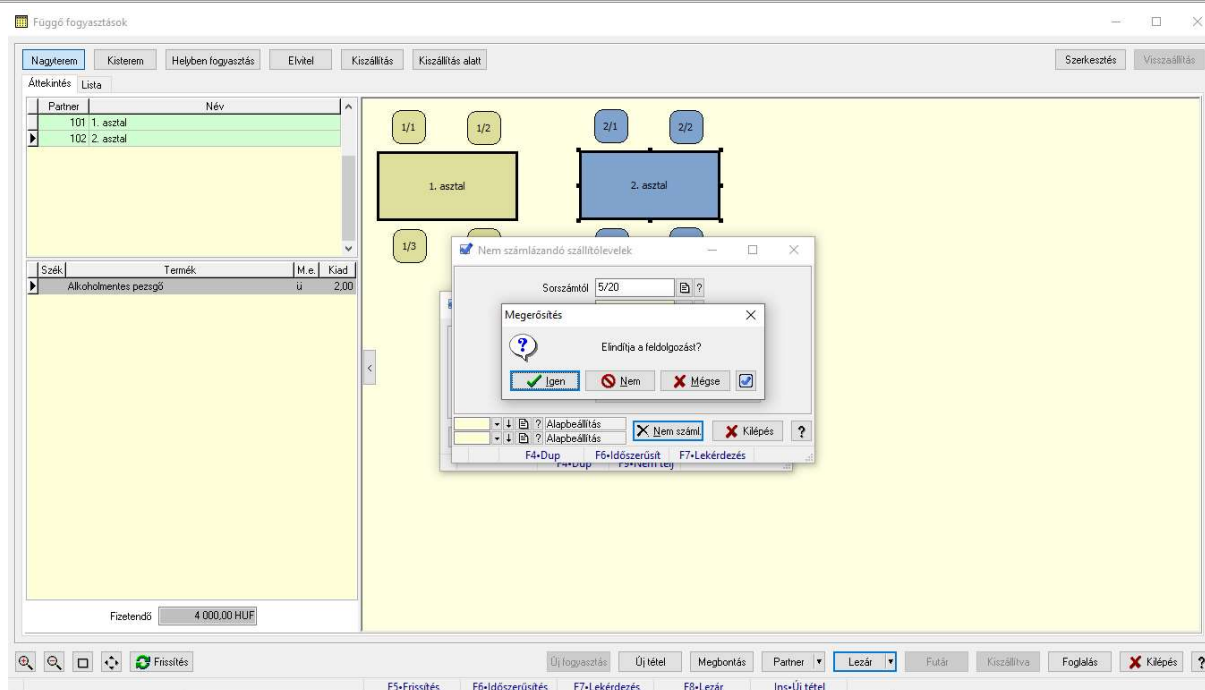 Függő fogyasztások
Nagyterem Kisterem Helyben fogyasztás Elvitel Kiszállítás Kiszállítás alatt Szerkesztés Visszaállítás
Áttekintés Lista
Partner Név
101 1. asztal
102 2. asztal
Szék Termék M.e. Kiad
Alkoholmentes pezsgő ü 2,00
Fizetendő 4 000,00 HUF
1/1 1/2 2/1 2/2
1. asztal 2. asztal
1/3
Nem számlázandó szállítólevelek
Sorszámtól 5/20 ?
Megerősítés
Elindítja a feldolgozást?
Igen Nem Mégse
? Alapbeállítás
? Alapbeállítás
Nem száml. Kilépés ?
F4•Dup F6•Időszerűsít F7•Lekérdezés
F4•Dup F9•Nem telj
Frissítés Új fogyasztás Új tétel Megbontás Partner Lezár Futár Kiszállítva Foglalás Kilépés ?
F5•Frissítés F6•Időszerűsítés F7•Lekérdezés F8•Lezár Ins•Új tétel